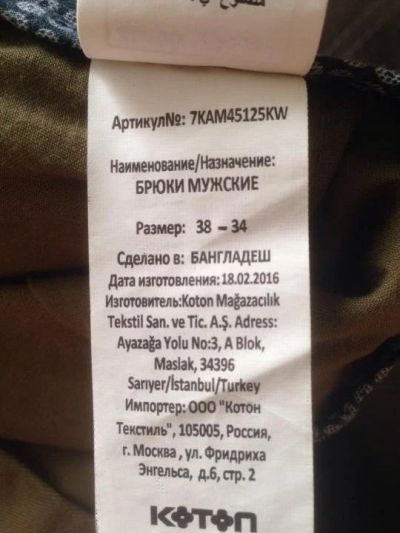 Артикул№: 7KAM45125KW
Наименование/Назначение:
БРЮКИ МУЖСКИЕ
Размер: 38 – 34
Сделано в: БАНГЛАДЕШ
Дата изготовления:18.02.2016
Изготовитель:Koton Mağazacılık
Tekstil San. ve Tic. A.Ş. Adress:
Ayazağa Yolu No:3, A Blok,
Maslak, 34396
Sarıyer/İstanbul/Turkey
Импортер: ООО "Котон
Текстиль", 105005, Россия,
г. Москва , ул. Фридриха
Энгельса, д.6, стр. 2
KOTON